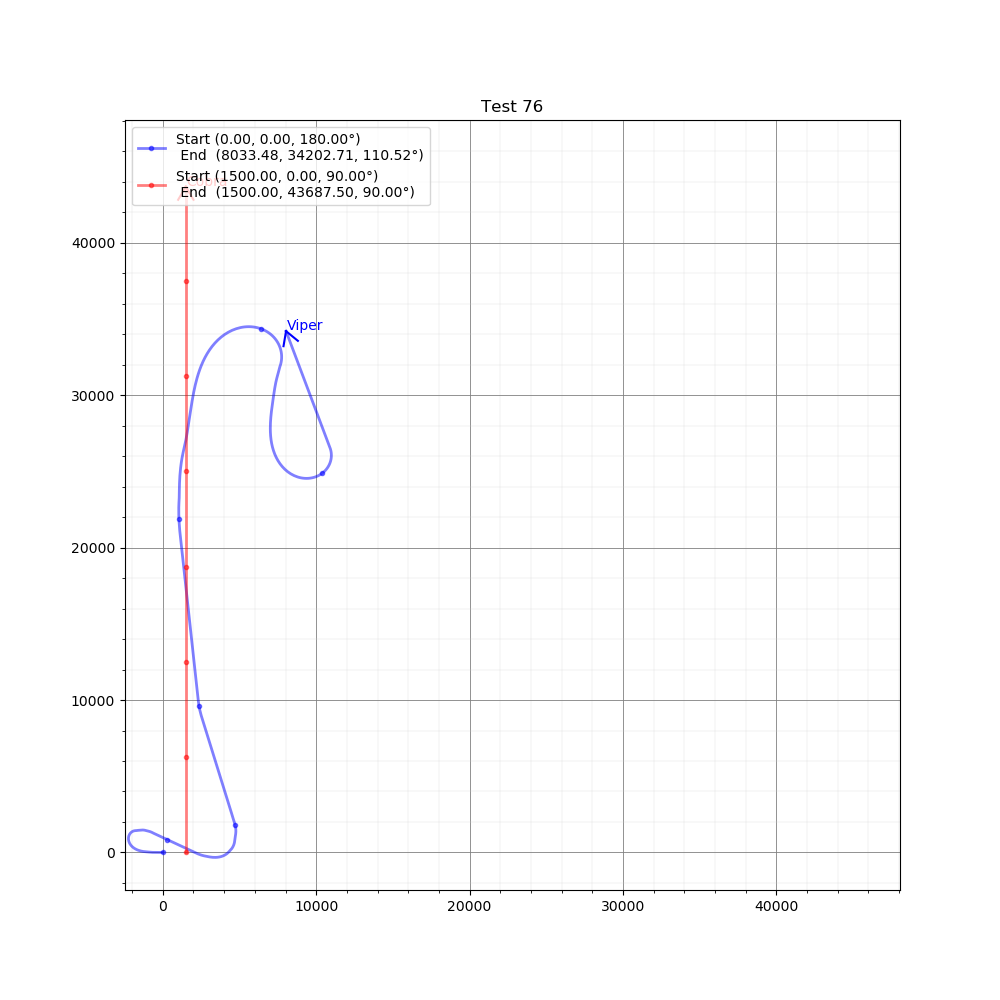 Test 76
Start (0.00, 0.00, 180.00°)
End (8033.48, 34202.71, 110.52°)
Start (1500.00, 0.00, 90.00°)
End (1500.00, 43687.50, 90.00°)
40000
Viper
30000
20000
10000
0
0 10000 20000 30000 40000